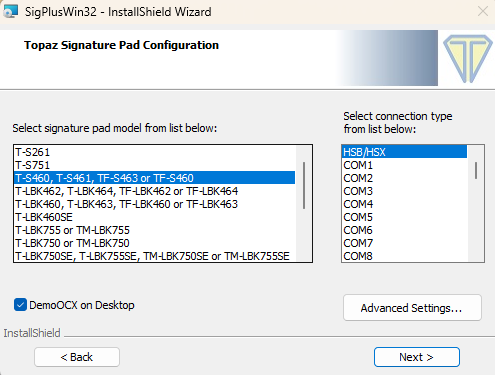 SigPlusWin32 - InstallShield Wizard
Topaz Signature Pad Configuration
Select signature pad model from list below:
T-S261
T-S751
T-S460, T-S461, TF-S463 or TF-S460
T-LBK462, T-LBK464, TF-LBK462 or TF-LBK464
T-LBK460, T-LBK463, TF-LBK460 or TF-LBK463
T-LBK460SE
T-LBK755 or TM-LBK755
T-LBK750 or TM-LBK750
T-LBK750SE, T-LBK755SE, TM-LBK750SE or TM-LBK755SE
Select connection type
from list below:
HSB/HSX
COM1
COM2
COM3
COM4
COM5
COM6
COM7
COM8
DemoOCX on Desktop
Advanced Settings...
InstallShield
< Back
Next >